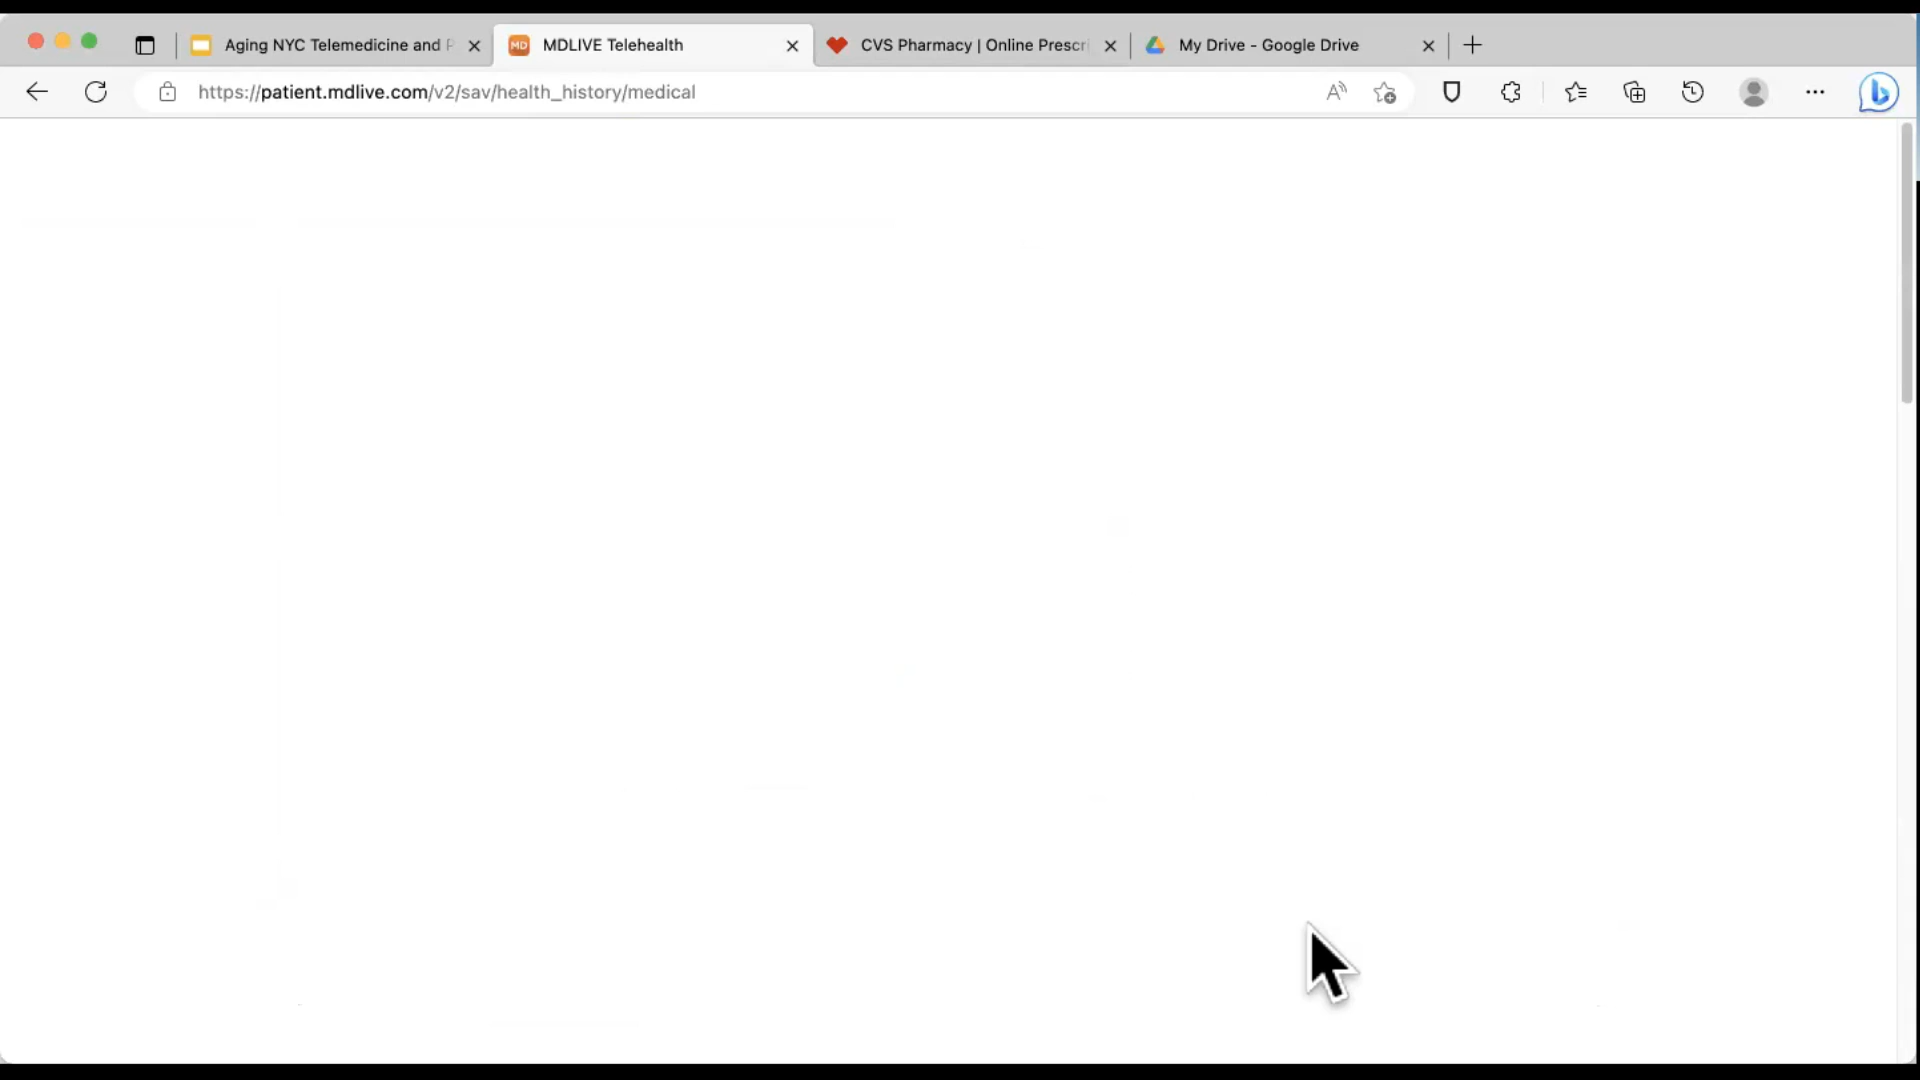 Aging NYC Telemedicine and P
MD
MDLIVE Telehealth
CVS Pharmacy | Online Prescri
My Drive - Google Drive
https://patient.mdlive.com/v2/sav/health_history/medical